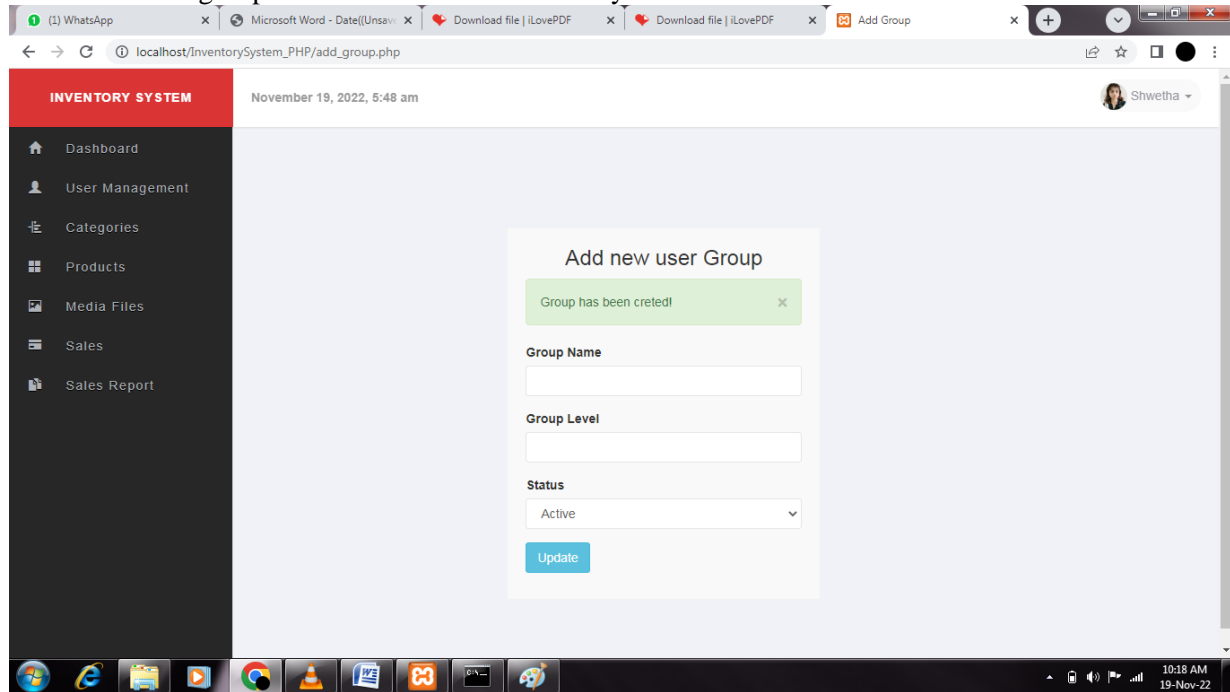 (1) WhatsApp
Microsoft Word - Date((Unsav
Download file | iLovePDF
Download file | iLovePDF
Add Group
localhost/InventorySystem_PHP/add_group.php
INVENTORY SYSTEM
November 19, 2022, 5:48 am
Shwetha
Dashboard
User Management
Categories
Products
Media Files
Sales
Sales Report
Add new user Group
Group has been creted!
Group Name
Group Level
Status
Active
Update
10:18 AM
19-Nov-22